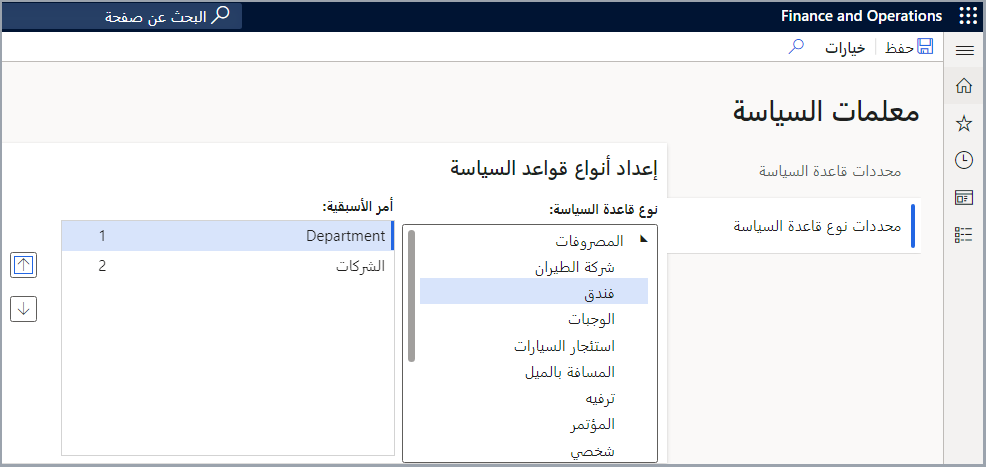 Finance and Operations
البحث عن صفحة
حفظ
خيارات
معلمات السياسة
محددات قاعدة السياسة
محددات نوع قاعدة السياسة
إعداد أنواع قواعد السياسة
نوع قاعدة السياسة:
المصروفات
شركة الطيران
فندق
الوجبات
استئجار السيارات
المسافة بالميل
ترفيه
المؤتمر
شخصي
أمر الأسبقية:
Department 1
الشركات 2